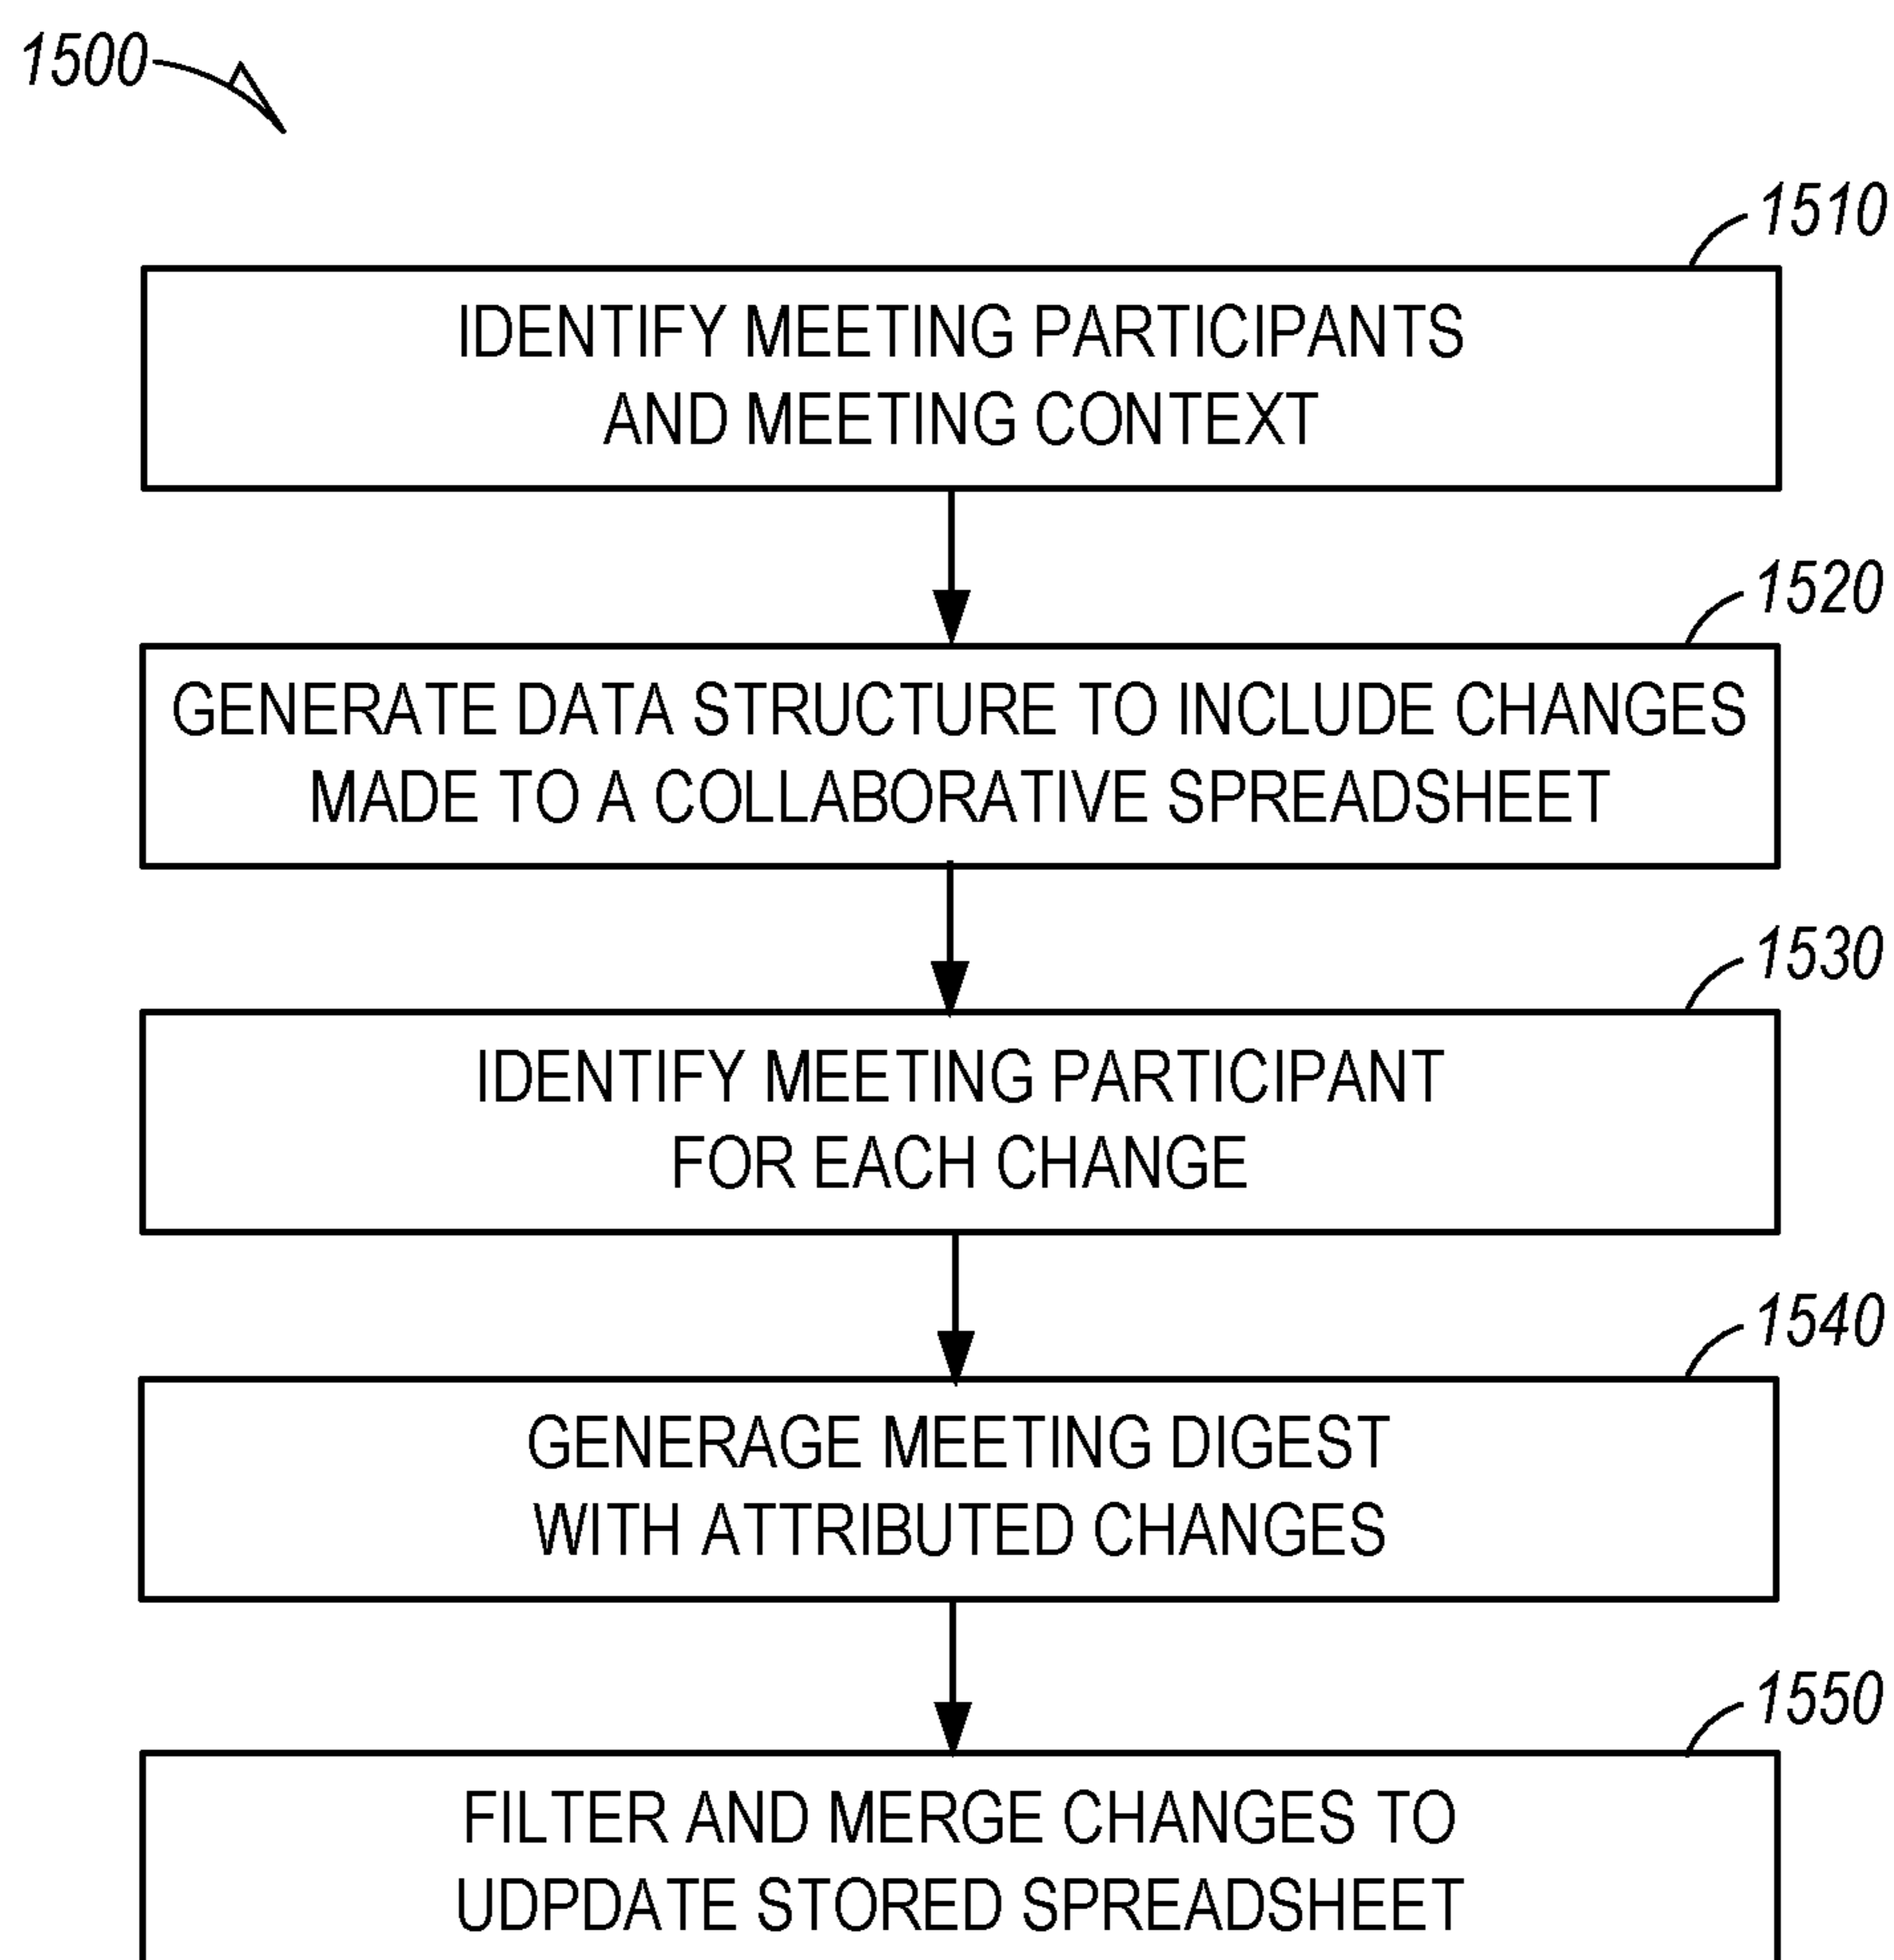 1500
1510
IDENTIFY MEETING PARTICIPANTS
AND MEETING CONTEXT
1520
GENERATE DATA STRUCTURE TO INCLUDE CHANGES
MADE TO A COLLABORATIVE SPREADSHEET
1530
IDENTIFY MEETING PARTICIPANT
FOR EACH CHANGE
1540
GENERAGE MEETING DIGEST
WITH ATTRIBUTED CHANGES
1550
FILTER AND MERGE CHANGES TO
UDPDATE STORED SPREADSHEET